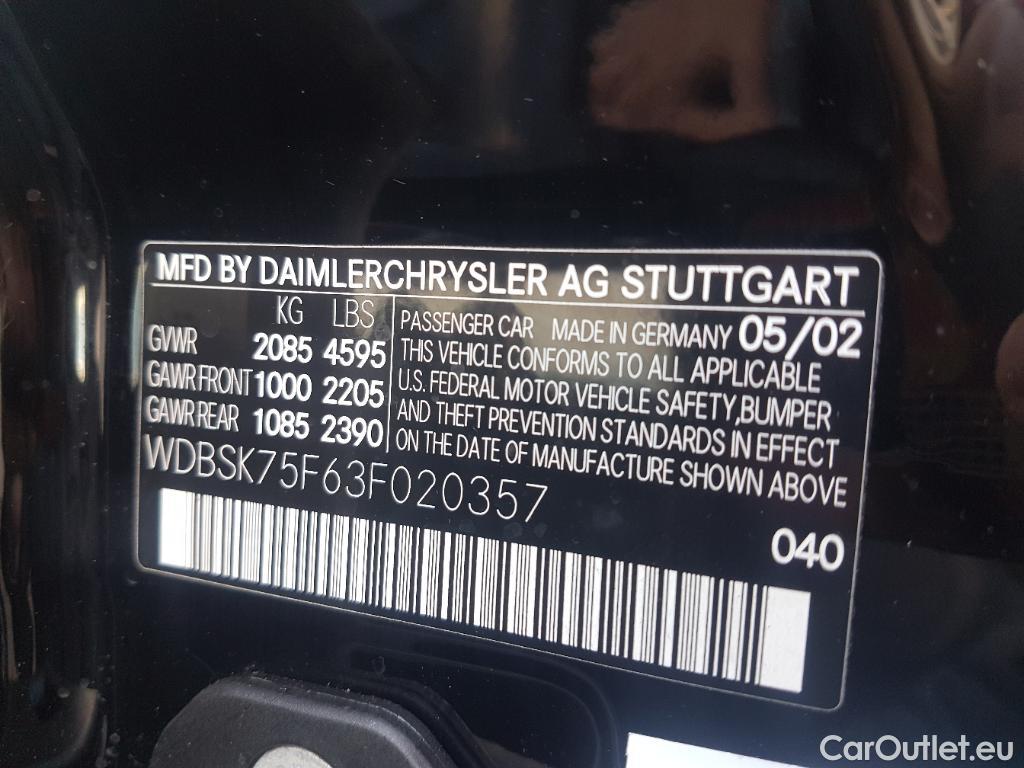 MFD BY DAIMLERCHRYSLER AG STUTTGART
KG LBS
GVWR 2085 4595
GAWR FRONT 1000 2205
GAWR REAR 1085 2390
PASSENGER CAR MADE IN GERMANY 05/02
THIS VEHICLE CONFORMS TO ALL APPLICABLE
U.S. FEDERAL MOTOR VEHICLE SAFETY, BUMPER
AND THEFT PREVENTION STANDARDS IN EFFECT
ON THE DATE OF MANUFACTURE SHOWN ABOVE
WDBSK75F63F020357
040
CarOutlet.eu